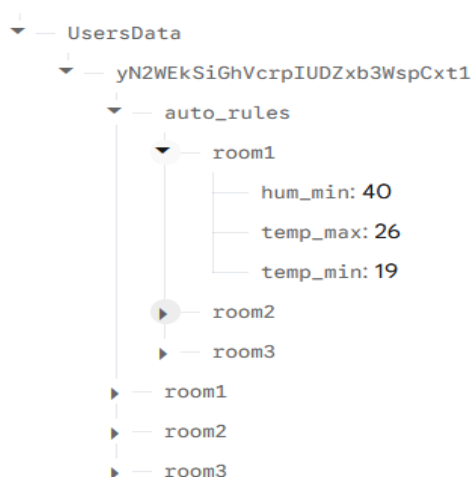 UsersData
yN2WEkSiGhVcrpIUDZxb3WspCxt1
auto_rules
room1
hum_min: 40
temp_max: 26
temp_min: 19
room2
room3
room1
room2
room3